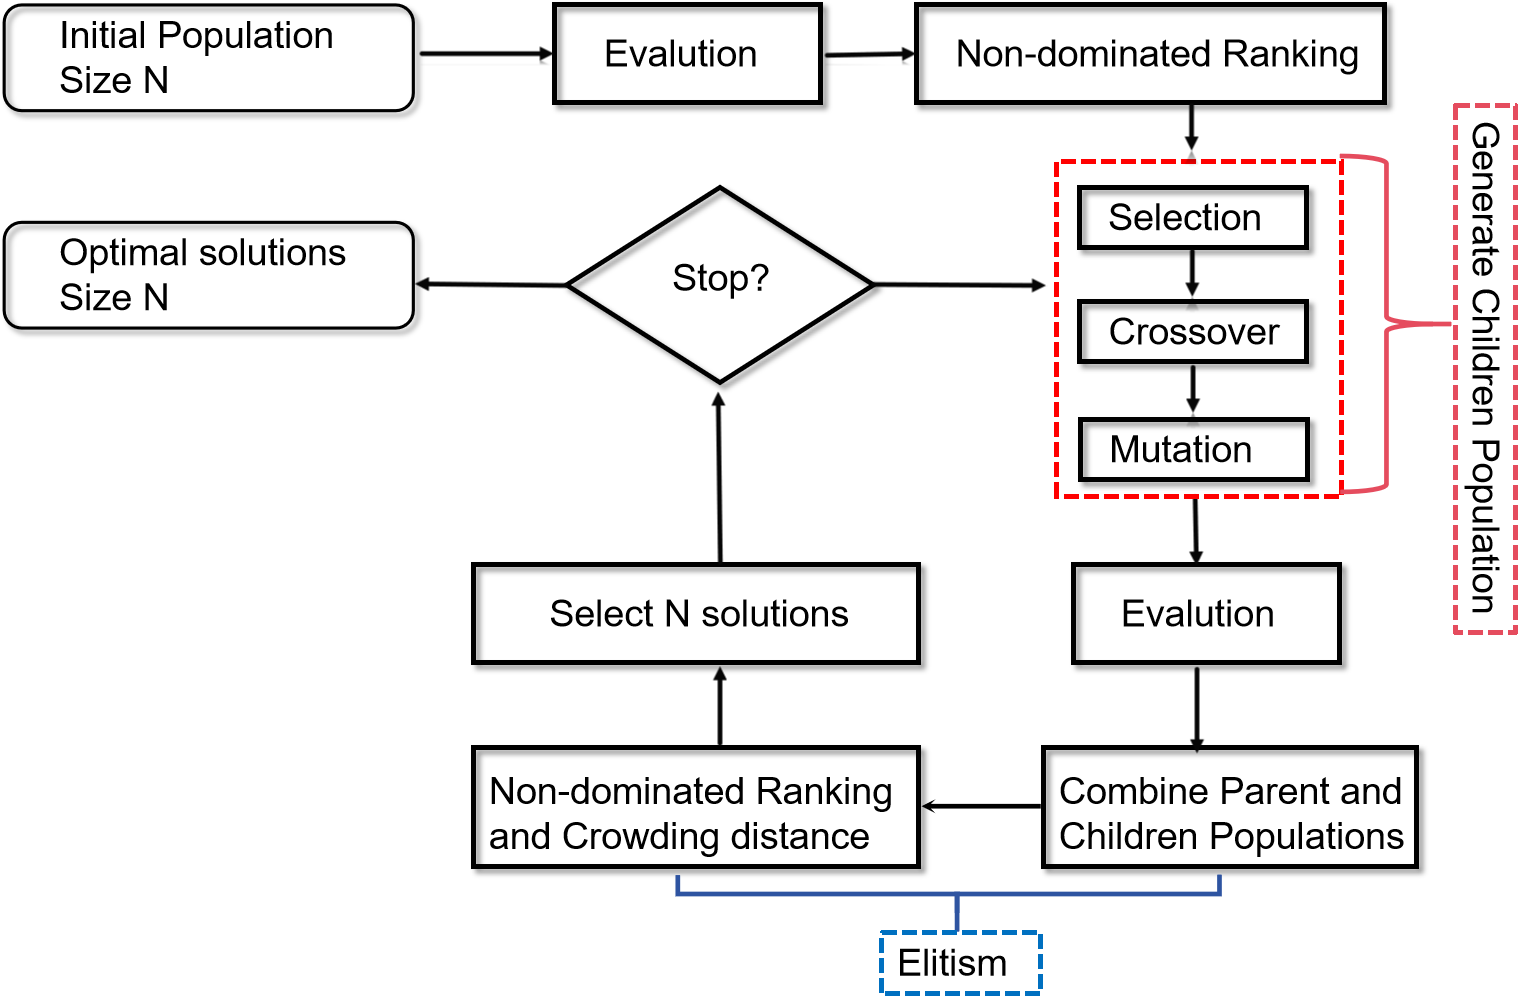 Initial Population
Size N
Evalution
Non-dominated Ranking
Generate Children Population
Selection
Optimal solutions
Size N
Stop?
Crossover
Mutation
Select N solutions
Evalution
Non-dominated Ranking
and Crowding distance
Combine Parent and
Children Populations
Elitism